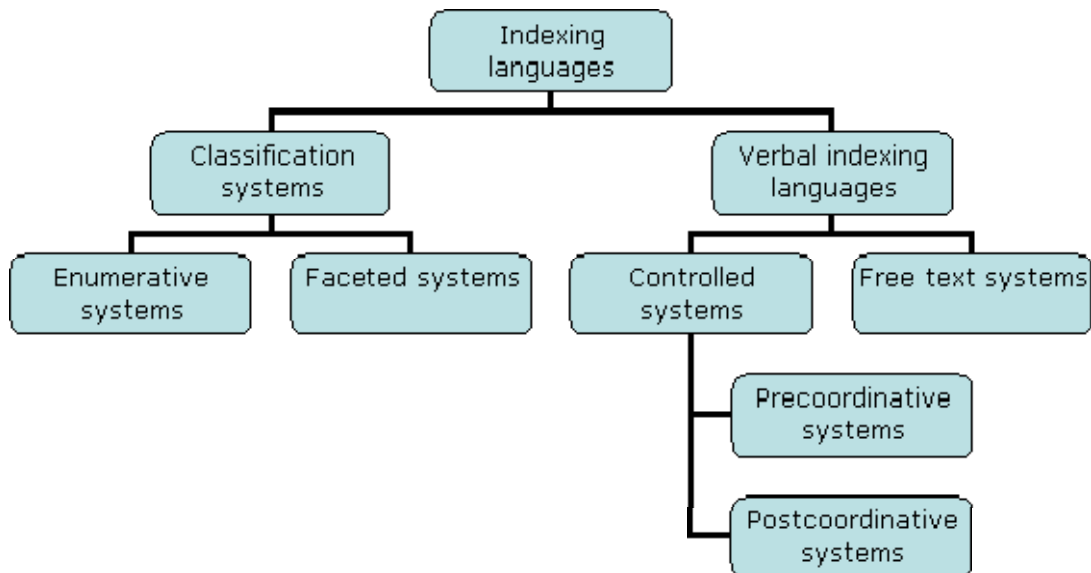 Indexing
languages
Classification
systems
Verbal indexing
languages
Enumerative
systems
Faceted systems
Controlled
systems
Free text systems
Precoordinative
systems
Postcoordinative
systems